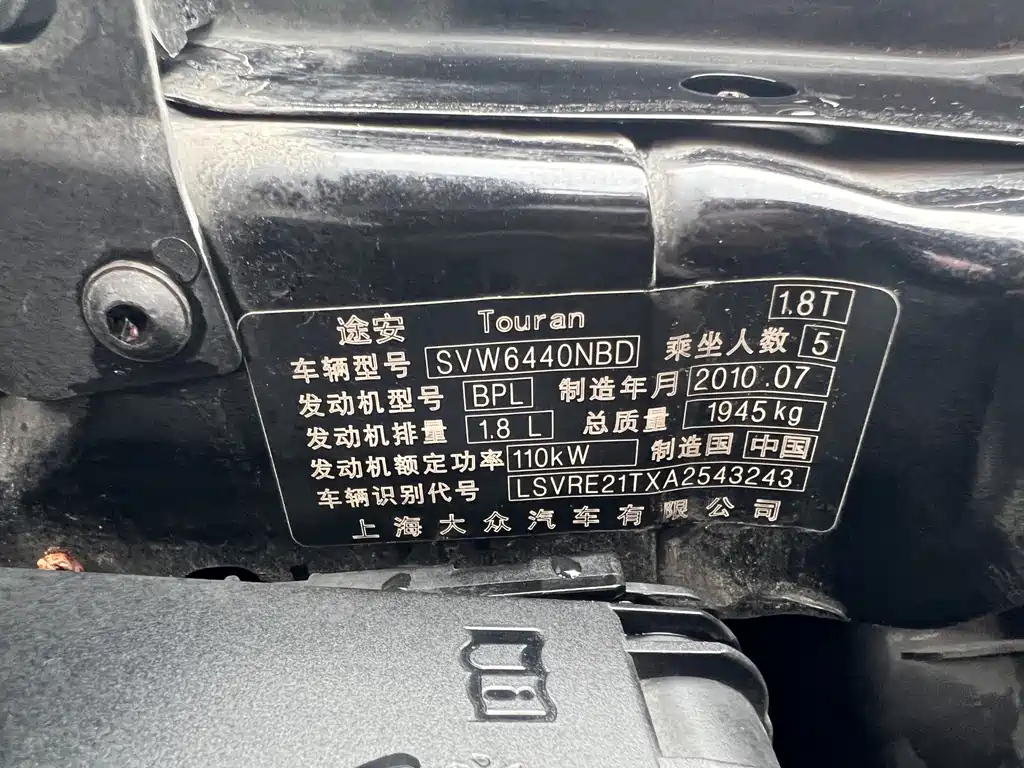 途安 Touran 1.8T
车辆型号 SVW6440NBD 乘坐人数 5
发动机型号 BPL 制造年月 2010.07
发动机排量 1.8 L 总质量 1945kg
发动机额定功率 110kW 制造国 中国
车辆识别代号 LSVRE21TXA2543243
上海大众汽车有限公司